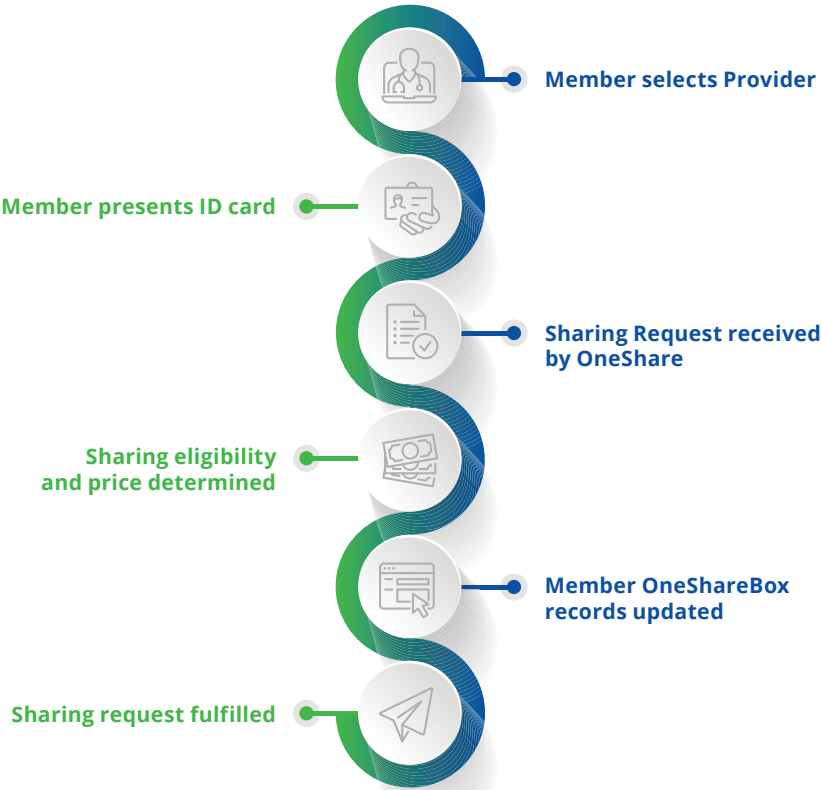 Member selects Provider
Member presents ID card
Sharing Request received
by OneShare
Sharing eligibility
and price determined
Member OneShareBox
records updated
Sharing request fulfilled